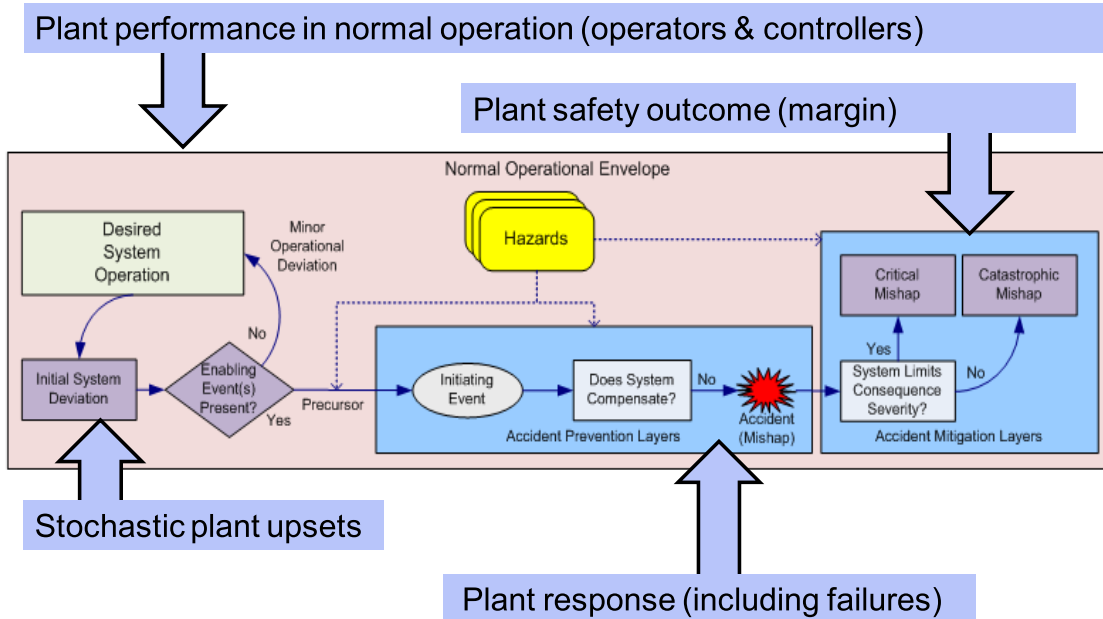 Plant performance in normal operation (operators & controllers)
Plant safety outcome (margin)
Normal Operational Envelope
Desired
System
Operation
Minor
Operational
Deviation
Hazards
Critical
Mishap
Catastrophic
Mishap
No
Yes
No
Initial System
Deviation
Enabling
Event(s)
Present?
Yes
Precursor
Initiating
Event
Does System
Compensate?
No
Accident
(Mishap)
System Limits
Consequence
Severity?
Accident Prevention Layers
Accident Mitigation Layers
Stochastic plant upsets
Plant response (including failures)